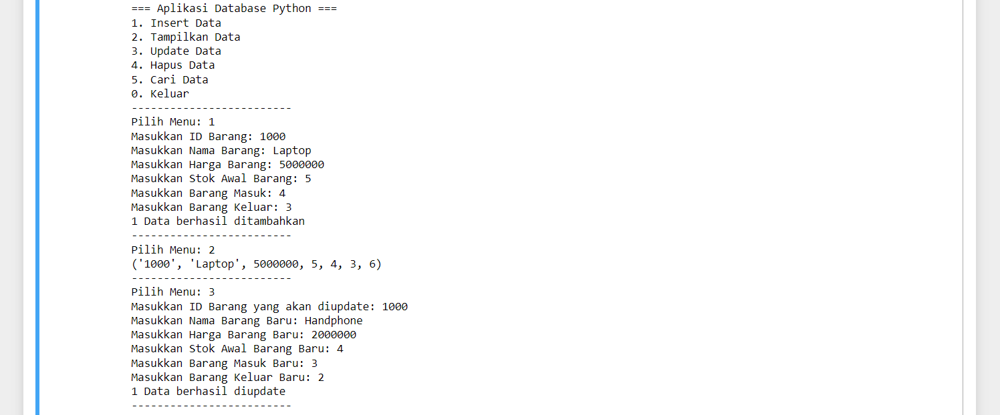 === Aplikasi Database Python ===
1. Insert Data
2. Tampilkan Data
3. Update Data
4. Hapus Data
5. Cari Data
0. Keluar
-------------------------
Pilih Menu: 1
Masukkan ID Barang: 1000
Masukkan Nama Barang: Laptop
Masukkan Harga Barang: 5000000
Masukkan Stok Awal Barang: 5
Masukkan Barang Masuk: 4
Masukkan Barang Keluar: 3
1 Data berhasil ditambahkan
-------------------------
Pilih Menu: 2
('1000', 'Laptop', 5000000, 5, 4, 3, 6)
-------------------------
Pilih Menu: 3
Masukkan ID Barang yang akan diupdate: 1000
Masukkan Nama Barang Baru: Handphone
Masukkan Harga Barang Baru: 2000000
Masukkan Stok Awal Barang Baru: 4
Masukkan Barang Masuk Baru: 3
Masukkan Barang Keluar Baru: 2
1 Data berhasil diupdate
-------------------------